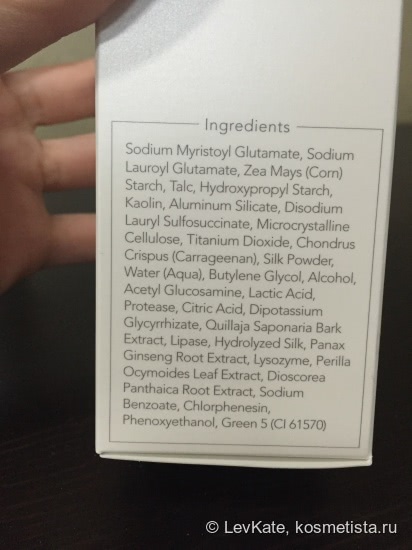 Ingredients
Sodium Myristoyl Glutamate, Sodium
Lauroyl Glutamate, Zea Mays (Corn)
Starch, Talc, Hydroxypropyl Starch,
Kaolin, Aluminum Silicate, Disodium
Lauryl Sulfosuccinate, Microcrystalline
Cellulose, Titanium Dioxide, Chondrus
Crispus (Carrageenan), Silk Powder,
Water (Aqua), Butylene Glycol, Alcohol,
Acetyl Glucosamine, Lactic Acid,
Protease, Citric Acid, Dipotassium
Glycyrrhizate, Quillaja Saponaria Bark
Extract, Lipase, Hydrolyzed Silk, Panax
Ginseng Root Extract, Lysozyme, Perilla
Ocymoides Leaf Extract, Dioscorea
Panthaica Root Extract, Sodium
Benzoate, Chlorphenesin,
Phenoxyethanol, Green 5 (CI 61570)
© LevKate, kosmetista.ru